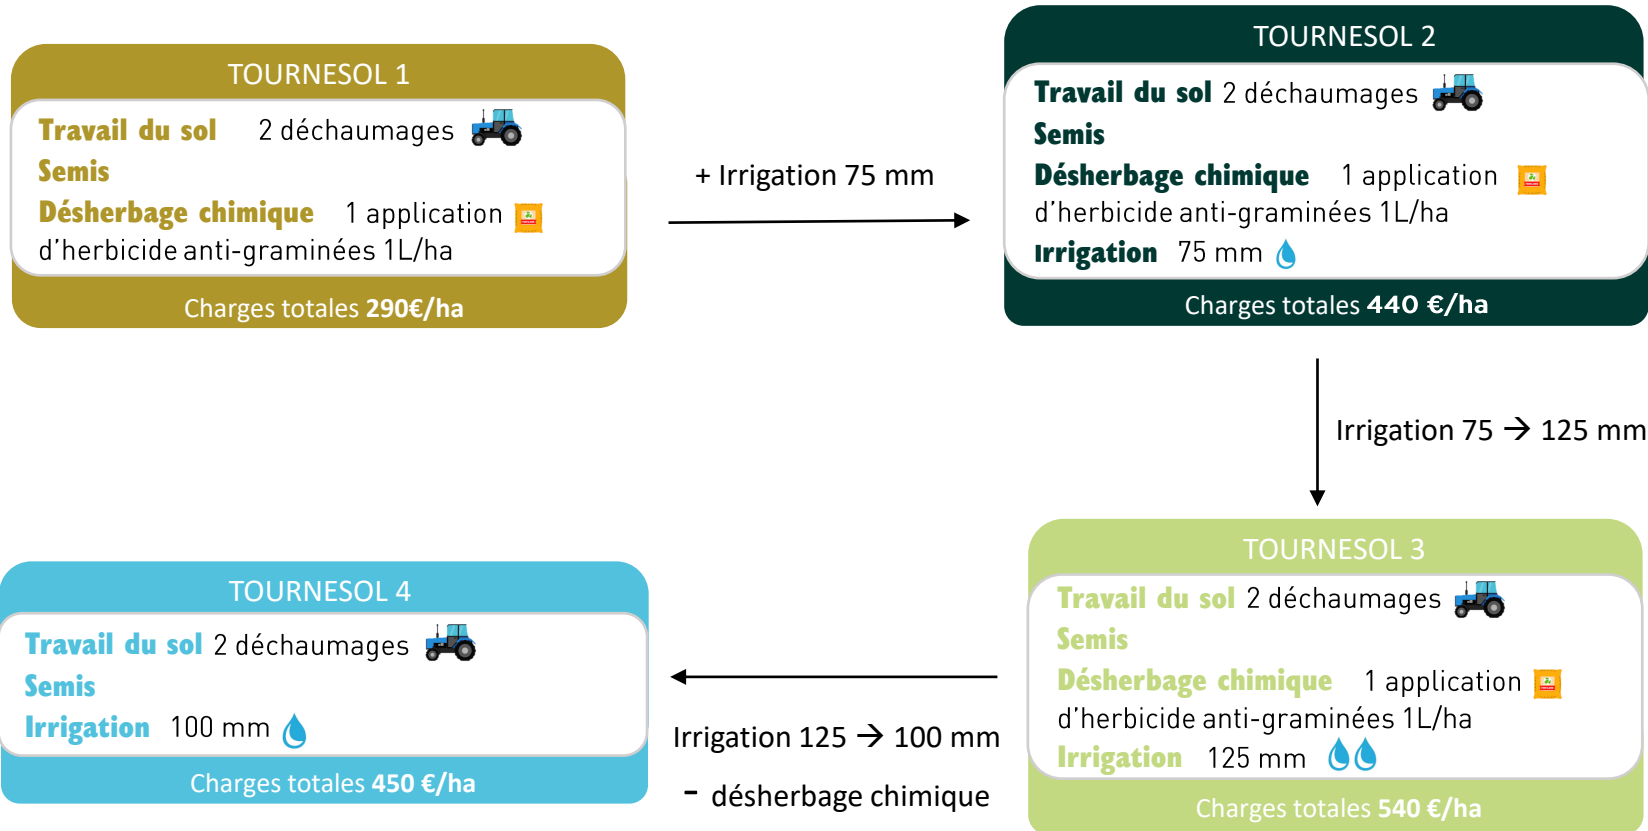 TOURNESOL 1
Travail du sol 2 déchaumages
Semis
Désherbage chimique 1 application
d'herbicide anti-graminées 1L/ha
Charges totales 290€/ha
+ Irrigation 75 mm
TOURNESOL 2
Travail du sol 2 déchaumages
Semis
Désherbage chimique 1 application
d'herbicide anti-graminées 1L/ha
Irrigation 75 mm
Charges totales 440 €/ha
Irrigation 75 → 125 mm
TOURNESOL 3
Travail du sol 2 déchaumages
Semis
Désherbage chimique 1 application
d'herbicide anti-graminées 1L/ha
Irrigation 125 mm
Charges totales 540 €/ha
Irrigation 125 → 100 mm
- désherbage chimique
TOURNESOL 4
Travail du sol 2 déchaumages
Semis
Irrigation 100 mm
Charges totales 450 €/ha